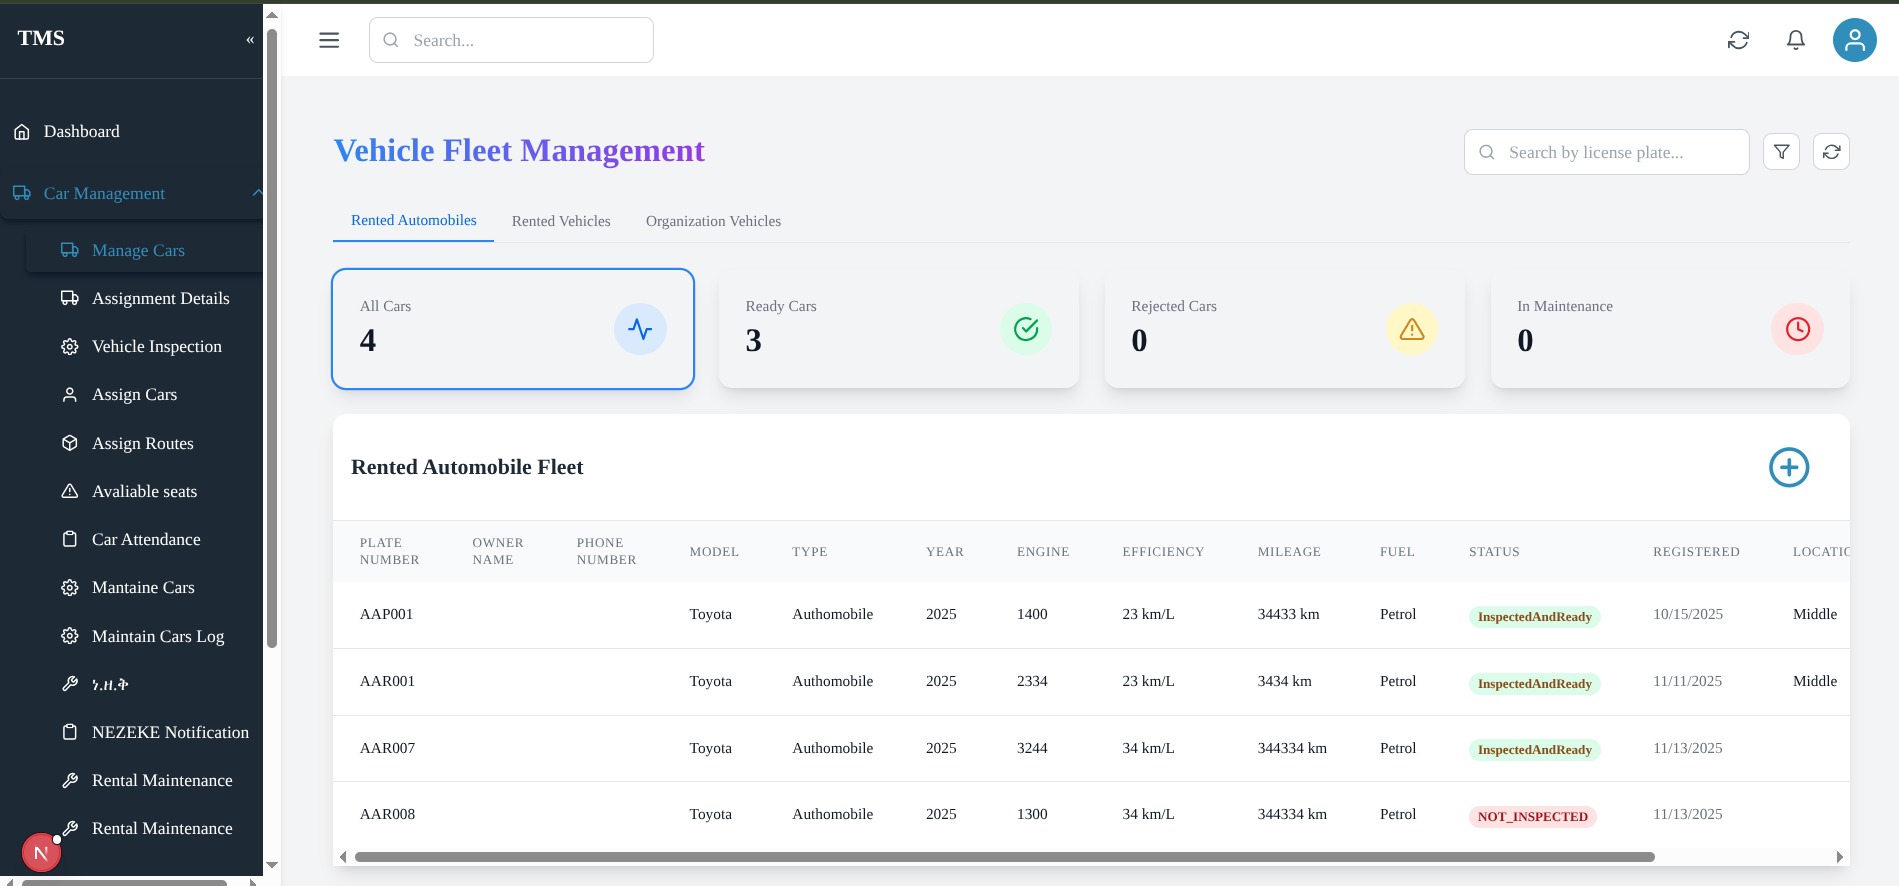 TMS «
Search...
Dashboard
Car Management
Manage Cars
Assignment Details
Vehicle Inspection
Assign Cars
Assign Routes
Avaliable seats
Car Attendance
Mantaine Cars
Maintain Cars Log
ነ.ዘ.ቅ
NEZEKE Notification
Rental Maintenance
Rental Maintenance
N
Vehicle Fleet Management
Search by license plate...
Rented Automobiles Rented Vehicles Organization Vehicles
All Cars
4
Ready Cars
3
Rejected Cars
0
In Maintenance
0
Rented Automobile Fleet
PLATE NUMBER OWNER NAME PHONE NUMBER MODEL TYPE YEAR ENGINE EFFICIENCY MILEAGE FUEL STATUS REGISTERED LOCATIO
AAP001 Toyota Authomobile 2025 1400 23 km/L 34433 km Petrol InspectedAndReady 10/15/2025 Middle
AAR001 Toyota Authomobile 2025 2334 23 km/L 3434 km Petrol InspectedAndReady 11/11/2025 Middle
AAR007 Toyota Authomobile 2025 3244 34 km/L 344334 km Petrol InspectedAndReady 11/13/2025
AAR008 Toyota Authomobile 2025 1300 34 km/L 344334 km Petrol NOT_INSPECTED 11/13/2025